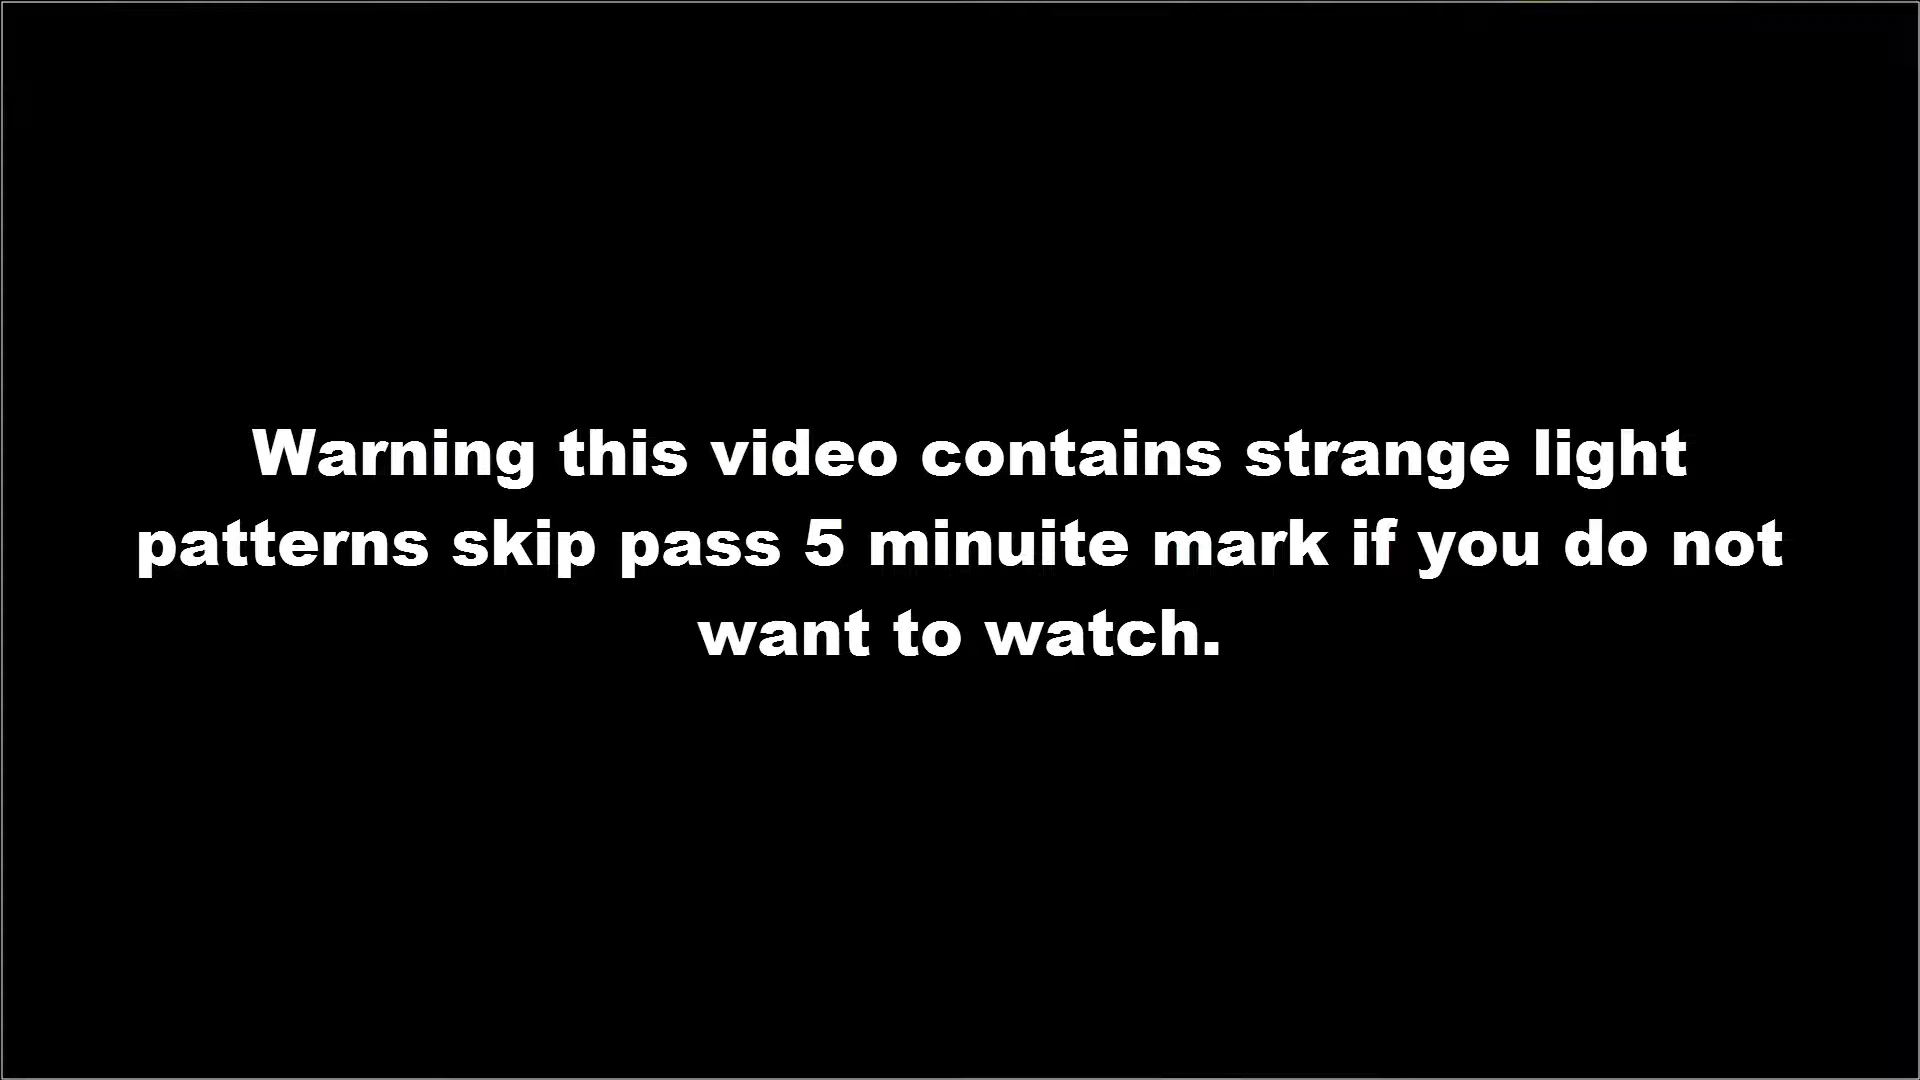 Warning this video contains strange light
patterns skip pass 5 minuite mark if you do not
want to watch.